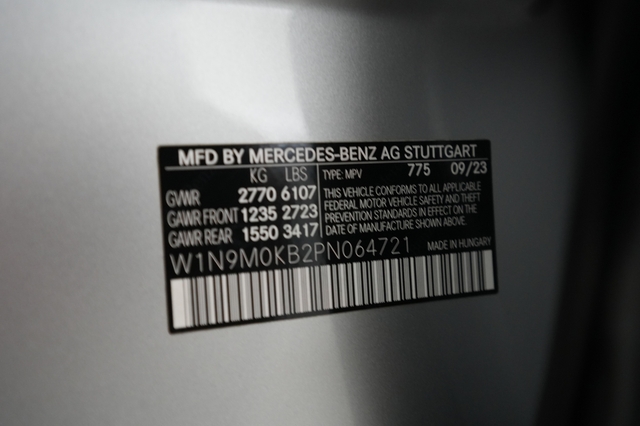 MFD BY MERCEDES-BENZ AG STUTTGART
KG LBS
GVWR 2770 6107
GAWR FRONT 1235 2723
GAWR REAR 1550 3417
TYPE: MPV 775 09/23
THIS VEHICLE CONFORMS TO ALL APPLICABLE
FEDERAL MOTOR VEHICLE SAFETY AND THEFT
PREVENTION STANDARDS IN EFFECT ON THE
DATE OF MANUFACTURE SHOWN ABOVE.
W1N9M0KB2PN064721
MADE IN HUNGARY